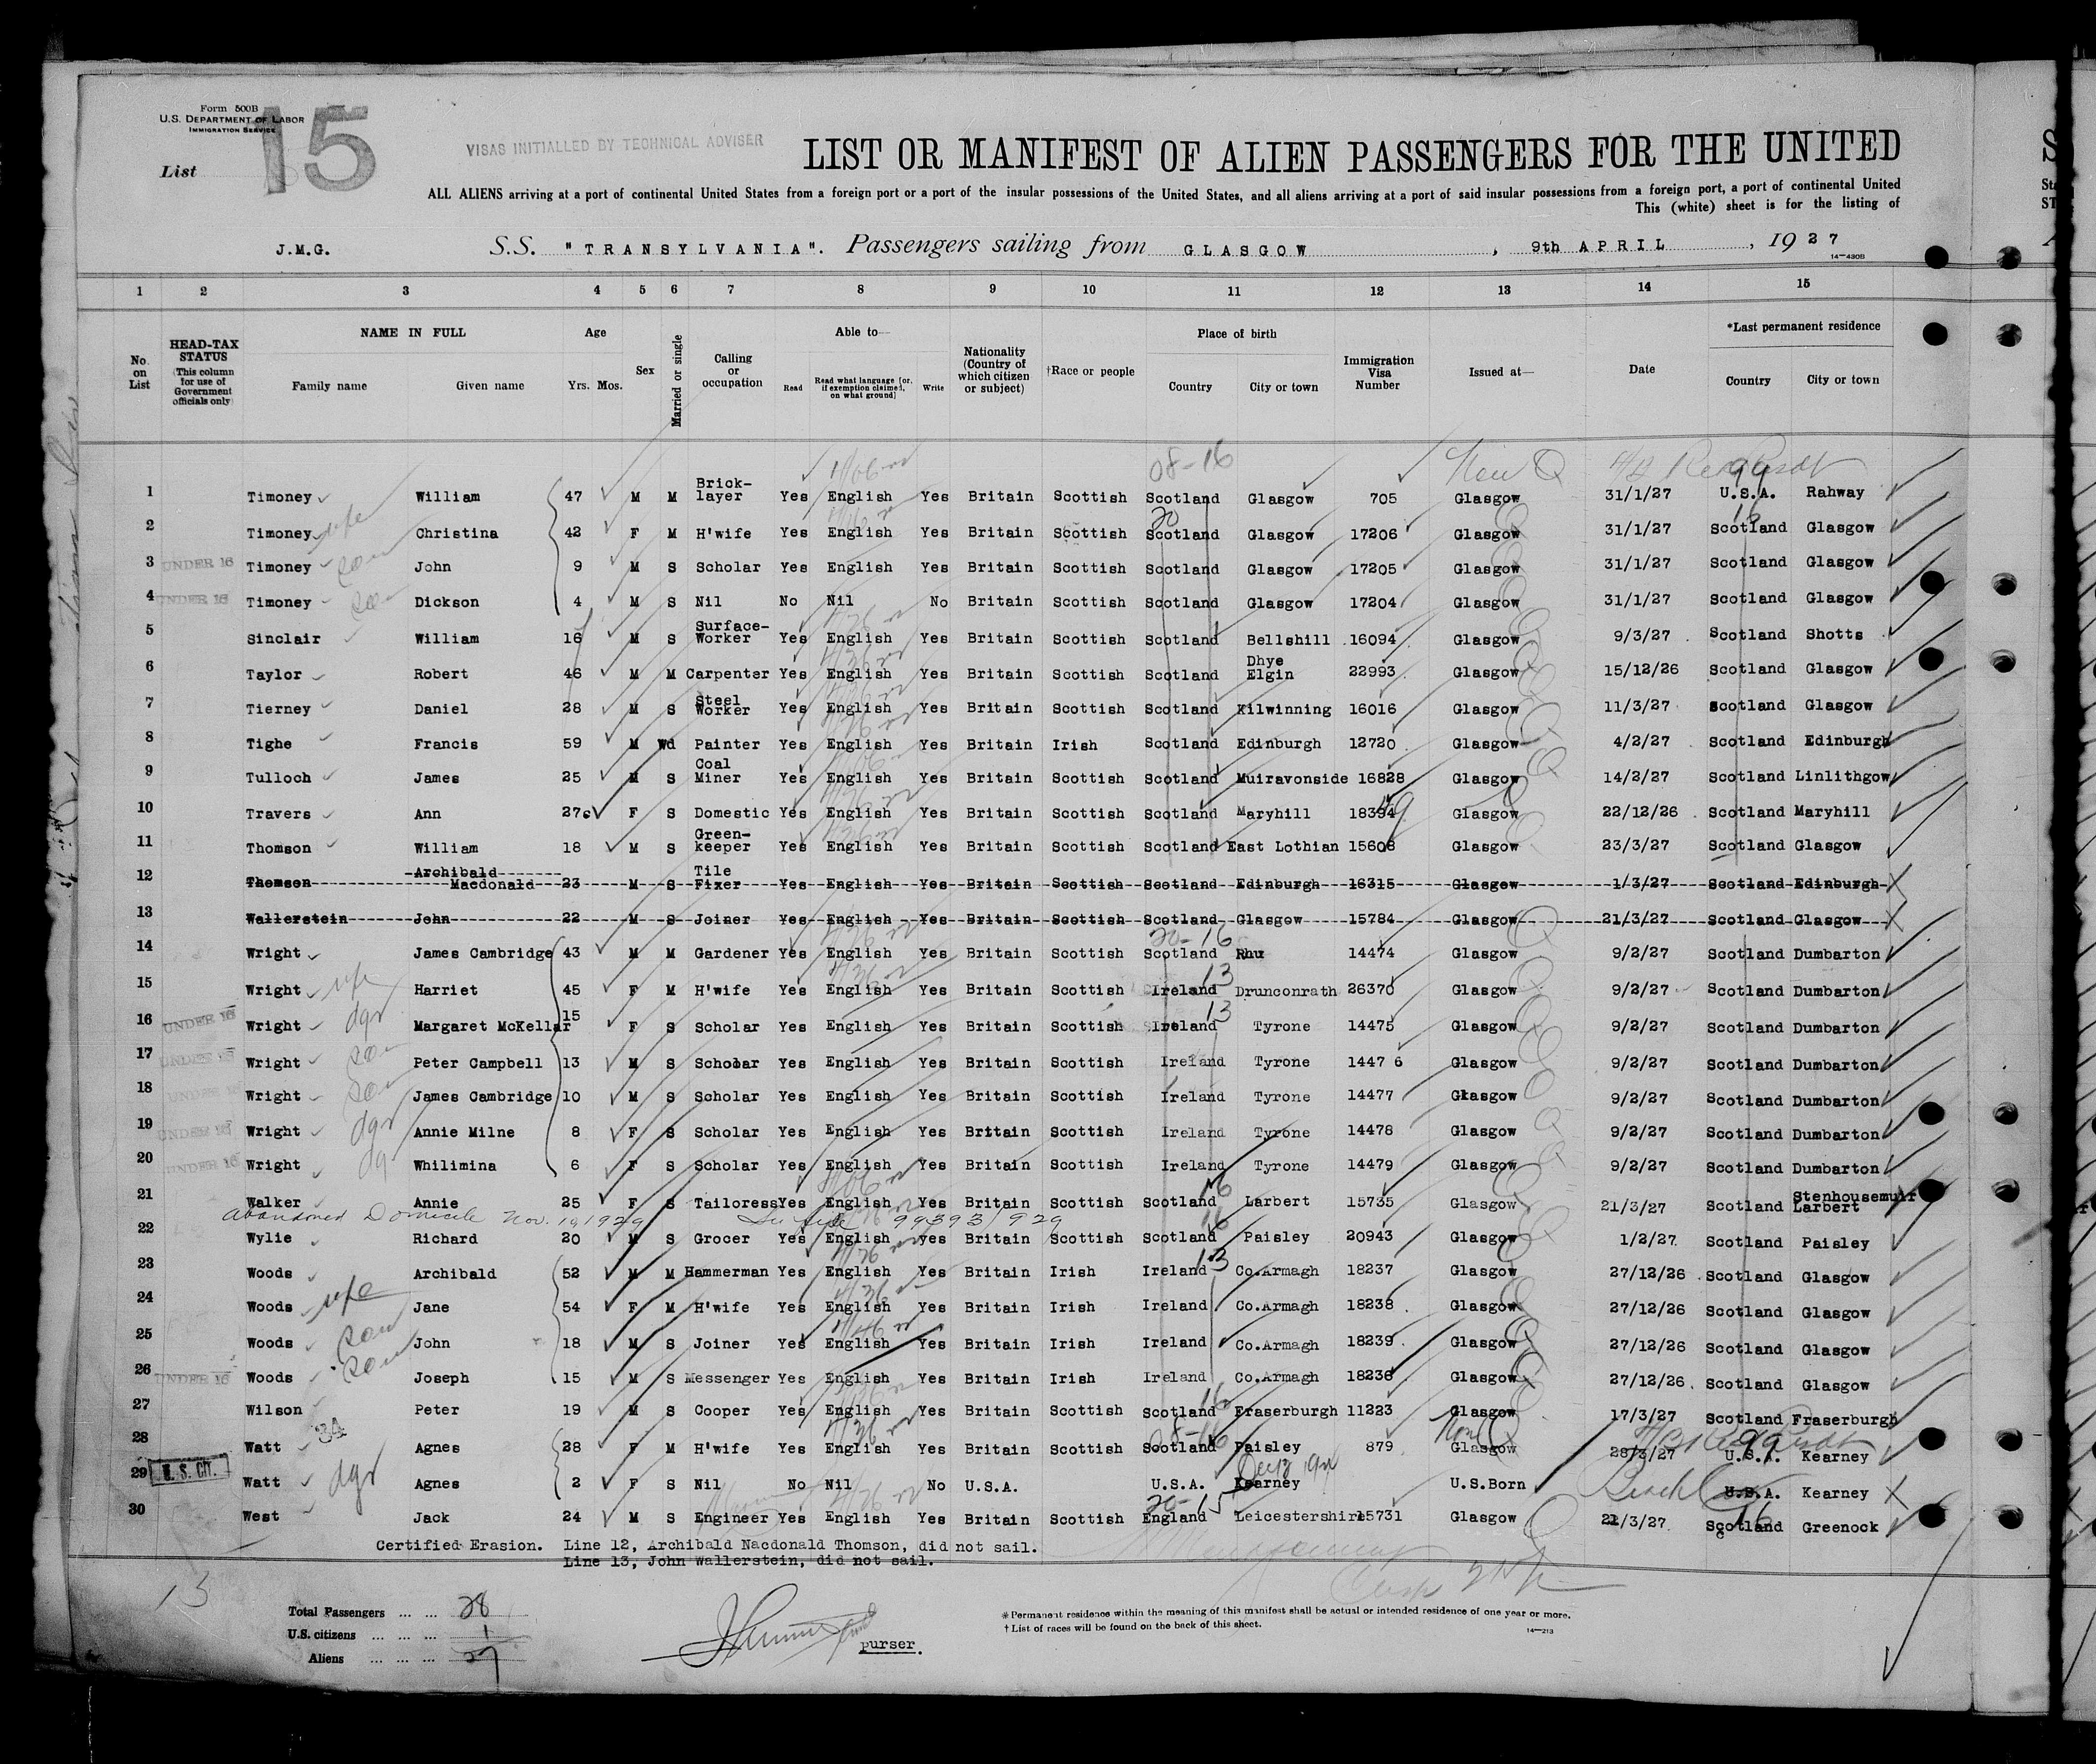 Form 500B
U.S. DEPARTMENT OF LABOR
IMMIGRATION SERVICE
List 15
VISAS INITIALLED BY TECHNICAL ADVISER
LIST OR MANIFEST OF ALIEN PASSENGERS FOR THE UNITED
ALL ALIENS arriving at a port of continental United States from a foreign port or a port of the insular possessions of the United States, and all aliens arriving at a port of said insular possessions from a foreign port, a port of continental United
This (white) sheet is for the listing of
J.M.G. S.S. "TRANSYLVANIA". Passengers sailing from GLASGOW, 9th APRIL, 1927
14—430B
1 2 3 4 5 6 7 8 9 10 11 12 13 14 15
No. on List
HEAD-TAX STATUS (This column for use of Government officials only)
NAME IN FULL Family name Given name
Age Yrs. Mos.
Sex
Married or single
Calling or occupation
Able to— Read Read what language [or, if exemption claimed, on what ground] Write
Nationality (Country of which citizen or subject)
†Race or people
Place of birth Country City or town
Immigration Visa Number
Issued at—
Date
*Last permanent residence Country City or town
08-16 New Q 99
1 Timoney William 47 M M Brick-layer Yes English Yes Britain Scottish Scotland Glasgow 705 Glasgow 31/1/27 U.S.A. Rahway
2 Timoney wife Christina 42 F M H'wife Yes English Yes Britain Scottish Scotland Glasgow 17206 Glasgow 31/1/27 Scotland Glasgow
3 UNDER 16 Timoney son John 9 M S Scholar Yes English Yes Britain Scottish Scotland Glasgow 17205 Glasgow 31/1/27 Scotland Glasgow
4 UNDER 16 Timoney son Dickson 4 M S Nil No Nil No Britain Scottish Scotland Glasgow 17204 Glasgow 31/1/27 Scotland Glasgow
5 Sinclair William 16 M S Surface-Worker Yes English Yes Britain Scottish Scotland Bellshill 16094 Glasgow 9/3/27 Scotland Shotts
6 Taylor Robert 46 M M Carpenter Yes English Yes Britain Scottish Scotland Dhye Elgin 22993 Glasgow 15/12/26 Scotland Glasgow
7 Tierney Daniel 28 M S Steel Worker Yes English Yes Britain Scottish Scotland Kilwinning 16016 Glasgow 11/3/27 Scotland Glasgow
8 Tighe Francis 59 M Wd Painter Yes English Yes Britain Irish Scotland Edinburgh 12720 Glasgow 4/2/27 Scotland Edinburgh
9 Tulloch James 25 M S Coal Miner Yes English Yes Britain Scottish Scotland Muiravonside 16828 Glasgow 14/2/27 Scotland Linlithgow
10 Travers Ann 27 F S Domestic Yes English Yes Britain Scottish Scotland Maryhill 18394 Glasgow 22/12/26 Scotland Maryhill
11 Thomson William 18 M S Green-keeper Yes English Yes Britain Scottish Scotland East Lothian 15608 Glasgow 23/3/27 Scotland Glasgow
12 Thomson Archibald Macdonald 23 M S Tile Fixer Yes English Yes Britain Scottish Scotland Edinburgh 16315 Glasgow 1/3/27 Scotland Edinburgh
13 Wallerstein John 22 M S Joiner Yes English Yes Britain Scottish Scotland Glasgow 15784 Glasgow 21/3/27 Scotland Glasgow
20-16
14 Wright James Cambridge 43 M M Gardener Yes English Yes Britain Scottish Scotland Rhu 14474 Glasgow 9/2/27 Scotland Dumbarton
15 Wright wife Harriet 45 F M H'wife Yes English Yes Britain Scottish Ireland 13 Drunconrath 26370 Glasgow 9/2/27 Scotland Dumbarton
16 UNDER 16 Wright dgr Margaret McKellar 15 F S Scholar Yes English Yes Britain Scottish Ireland 13 Tyrone 14475 Glasgow 9/2/27 Scotland Dumbarton
17 UNDER 16 Wright son Peter Campbell 13 M S Scholar Yes English Yes Britain Scottish Ireland Tyrone 1447 6 Glasgow 9/2/27 Scotland Dumbarton
18 UNDER 16 Wright son James Cambridge 10 M S Scholar Yes English Yes Britain Scottish Ireland Tyrone 14477 Glasgow 9/2/27 Scotland Dumbarton
19 UNDER 16 Wright dgr Annie Milne 8 F S Scholar Yes English Yes Britain Scottish Ireland Tyrone 14478 Glasgow 9/2/27 Scotland Dumbarton
20 UNDER 16 Wright Whilimina 6 F S Scholar Yes English Yes Britain Scottish Ireland Tyrone 14479 Glasgow 9/2/27 Scotland Dumbarton
21 Walker Annie 25 F S Tailoress Yes English Yes Britain Scottish Scotland 16 Larbert 15735 Glasgow 21/3/27 Scotland Stenhousemuir Larbert
Abandoned Domicile Nov. 19 1929 See file 99393/929
22 Wylie Richard 20 M S Grocer Yes English yes Britain Scottish Scotland Paisley 20943 Glasgow 1/2/27 Scotland Paisley
23 Woods Archibald 52 M M Hammerman Yes English Yes Britain Irish Ireland 13 Co.Armagh 18237 Glasgow 27/12/26 Scotland Glasgow
24 Woods wife Jane 54 F M H'wife Yes English Yes Britain Irish Ireland Co.Armagh 18238 Glasgow 27/12/26 Scotland Glasgow
25 Woods son John 18 M S Joiner Yes English Yes Britain Irish Ireland Co.Armagh 18239 Glasgow 27/12/26 Scotland Glasgow
26 UNDER 16 Woods son Joseph 15 M S Messenger Yes English Yes Britain Irish Ireland Co.Armagh 18236 Glasgow 27/12/26 Scotland Glasgow
27 Wilson Peter 19 M S Cooper Yes English Yes Britain Scottish Scotland 16 Fraserburgh 11223 Glasgow 17/3/27 Scotland Fraserburgh
28 Watt 34 Agnes 28 F M H'wife Yes English Yes Britain Scottish Scotland 08-16 Paisley 879 Glasgow 28/3/27 U.S.A. 99 Kearney
29 U.S. CIT. Watt dgr Agnes 2 F S Nil No Nil No U.S.A. U.S.A. Kearney U.S.Born U.S.A. Kearney
30 West Jack 24 M S Engineer Yes English Yes Britain Scottish England 20-15 Leicestershire 15731 Glasgow 21/3/27 Scotland 16 Greenock
Certified Erasion. Line 12, Archibald Nacdonald Thomson, did not sail.
Line 13, John Wallerstein, did not sail.
13
Total Passengers ... ... 28
U.S. citizens ... ... ... 1
Aliens ... ... ... 27
purser.
* Permanent residence within the meaning of this manifest shall be actual or intended residence of one year or more.
† List of races will be found on the back of this sheet.
14—213